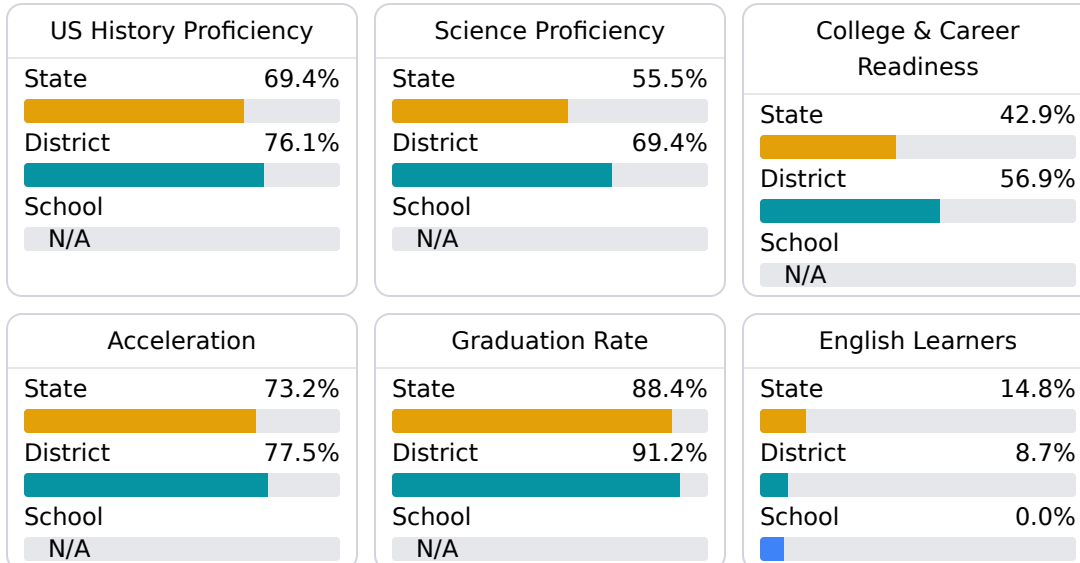 US History Proficiency
State 69.4%
District 76.1%
School
N/A
Science Proficiency
State 55.5%
District 69.4%
School
N/A
College & Career
Readiness
State 42.9%
District 56.9%
School
N/A
Acceleration
State 73.2%
District 77.5%
School
N/A
Graduation Rate
State 88.4%
District 91.2%
School
N/A
English Learners
State 14.8%
District 8.7%
School 0.0%